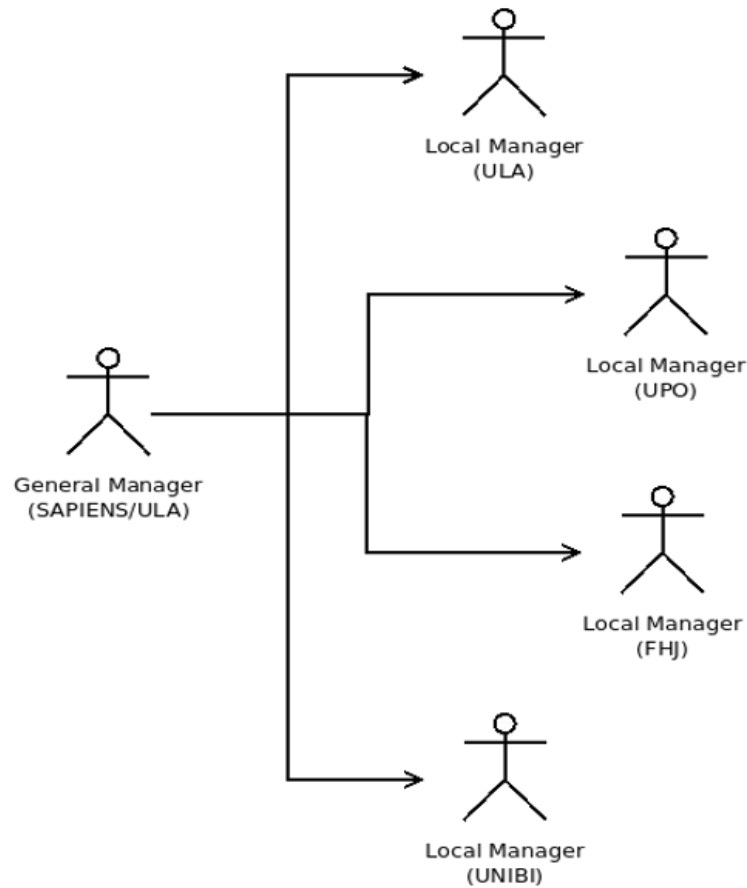 Local Manager
(ULA)
Local Manager
(UPO)
General Manager
(SAPIENS/ULA)
Local Manager
(FHJ)
Local Manager
(UNIBI)